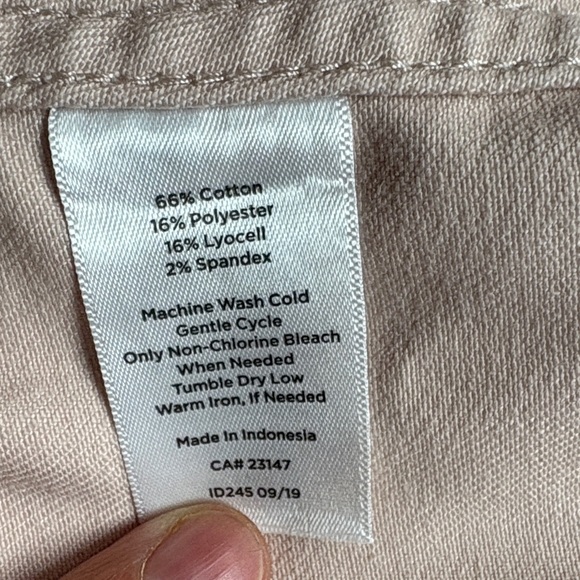 66% Cotton
16% Polyester
16% Lyocell
2% Spandex
Machine Wash Cold
Gentle Cycle
Only Non-Chlorine Bleach
When Needed
Tumble Dry Low
Warm Iron, If Needed
Made In Indonesia
CA# 23147
ID245 09/19